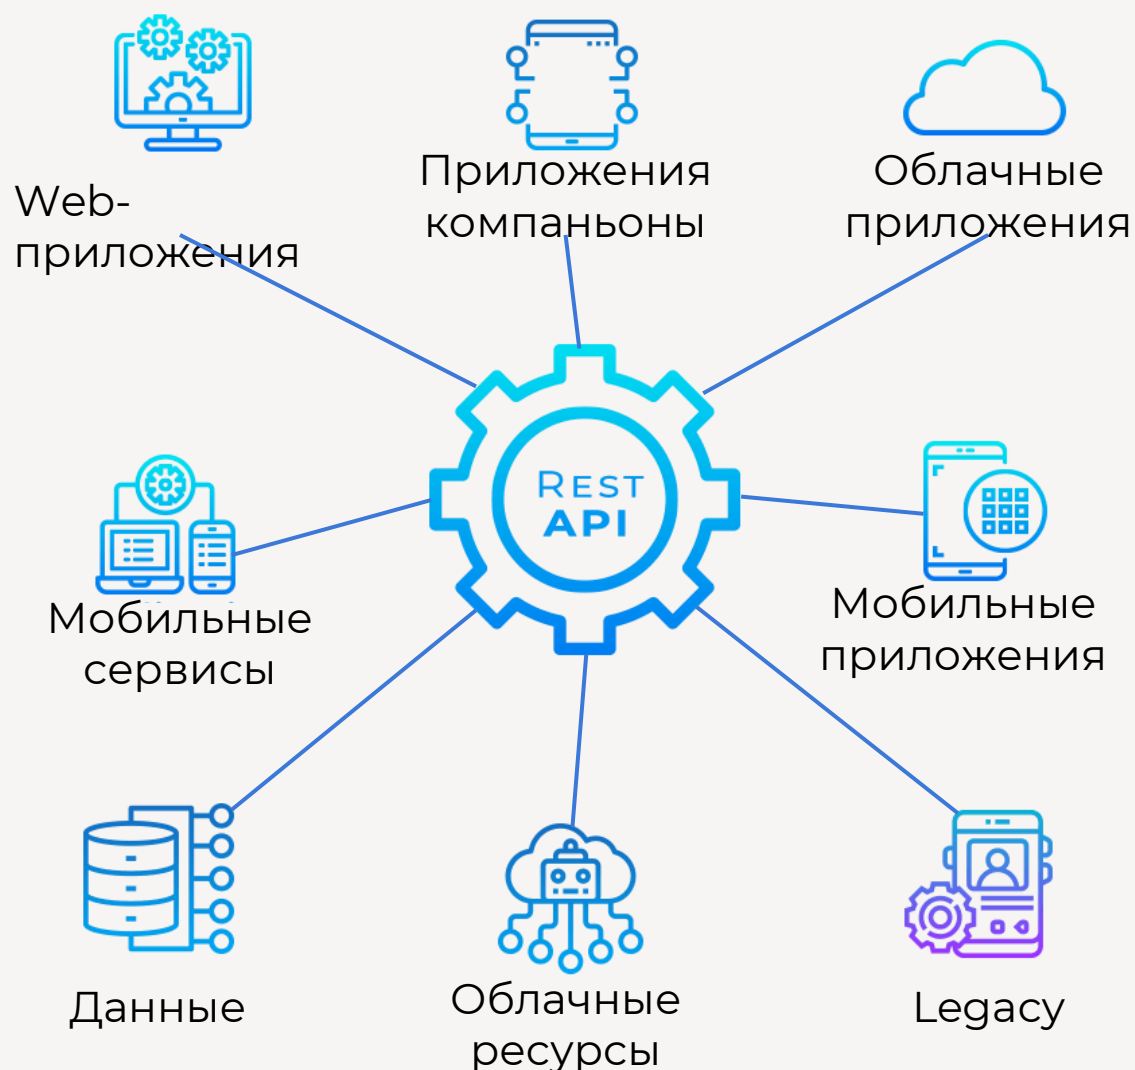 Web-
приложения
Приложения
компаньоны
Облачные
приложения
REST
API
Мобильные
сервисы
Мобильные
приложения
Данные
Облачные
ресурсы
Legacy